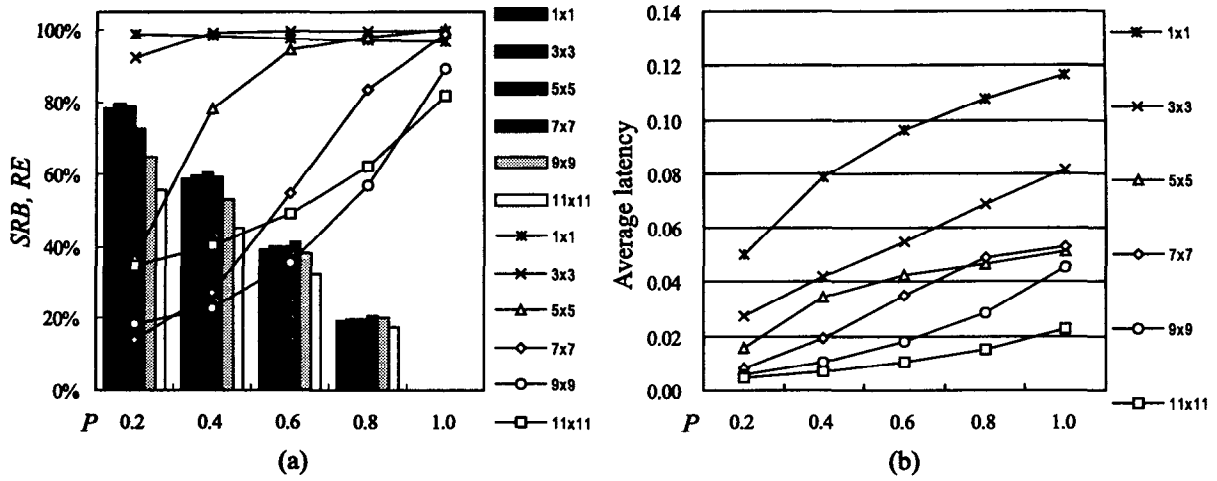 100%
80%
60%
40%
20%
0%
SRB, RE
P 0.2 0.4 0.6 0.8 1.0
(a)
1x1
3x3
5x5
7x7
9x9
11x11
1x1
3x3
5x5
7x7
9x9
11x11
0.14
0.12
0.10
0.08
0.06
0.04
0.02
0.00
Average latency
P 0.2 0.4 0.6 0.8 1.0
(b)
1x1
3x3
5x5
7x7
9x9
11x11